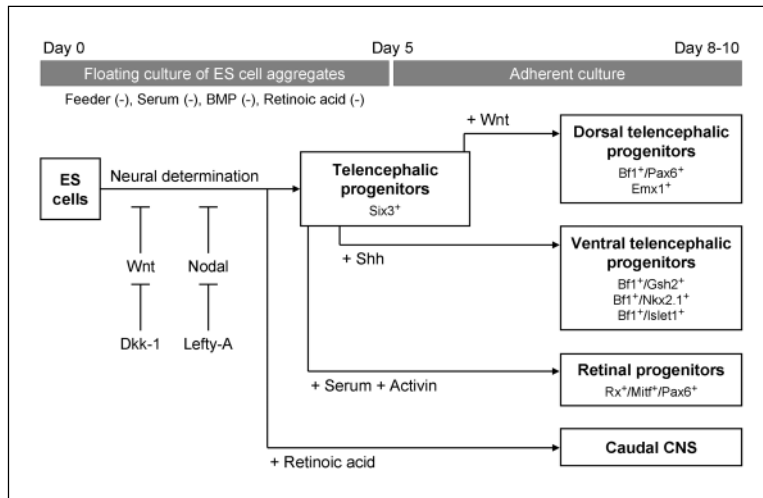 Day 0
Day 5
Day 8-10
Floating culture of ES cell aggregates
Adherent culture
Feeder (-), Serum (-), BMP (-), Retinoic acid (-)
+ Wnt
Dorsal telencephalic
progenitors
Bf1⁺/Pax6⁺
Emx1⁺
ES
cells
Neural determination
Telencephalic
progenitors
Six3⁺
+ Shh
Ventral telencephalic
progenitors
Bf1⁺/Gsh2⁺
Bf1⁺/Nkx2.1⁺
Bf1⁺/Islet1⁺
Wnt
Nodal
Dkk-1
Lefty-A
+ Serum + Activin
Retinal progenitors
Rx⁺/Mitf⁺/Pax6⁺
+ Retinoic acid
Caudal CNS